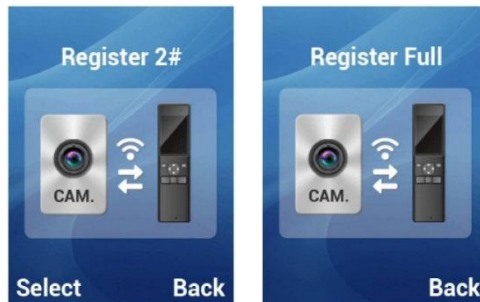 Register 2#
CAM.
Select Back
Register Full
CAM.
Back